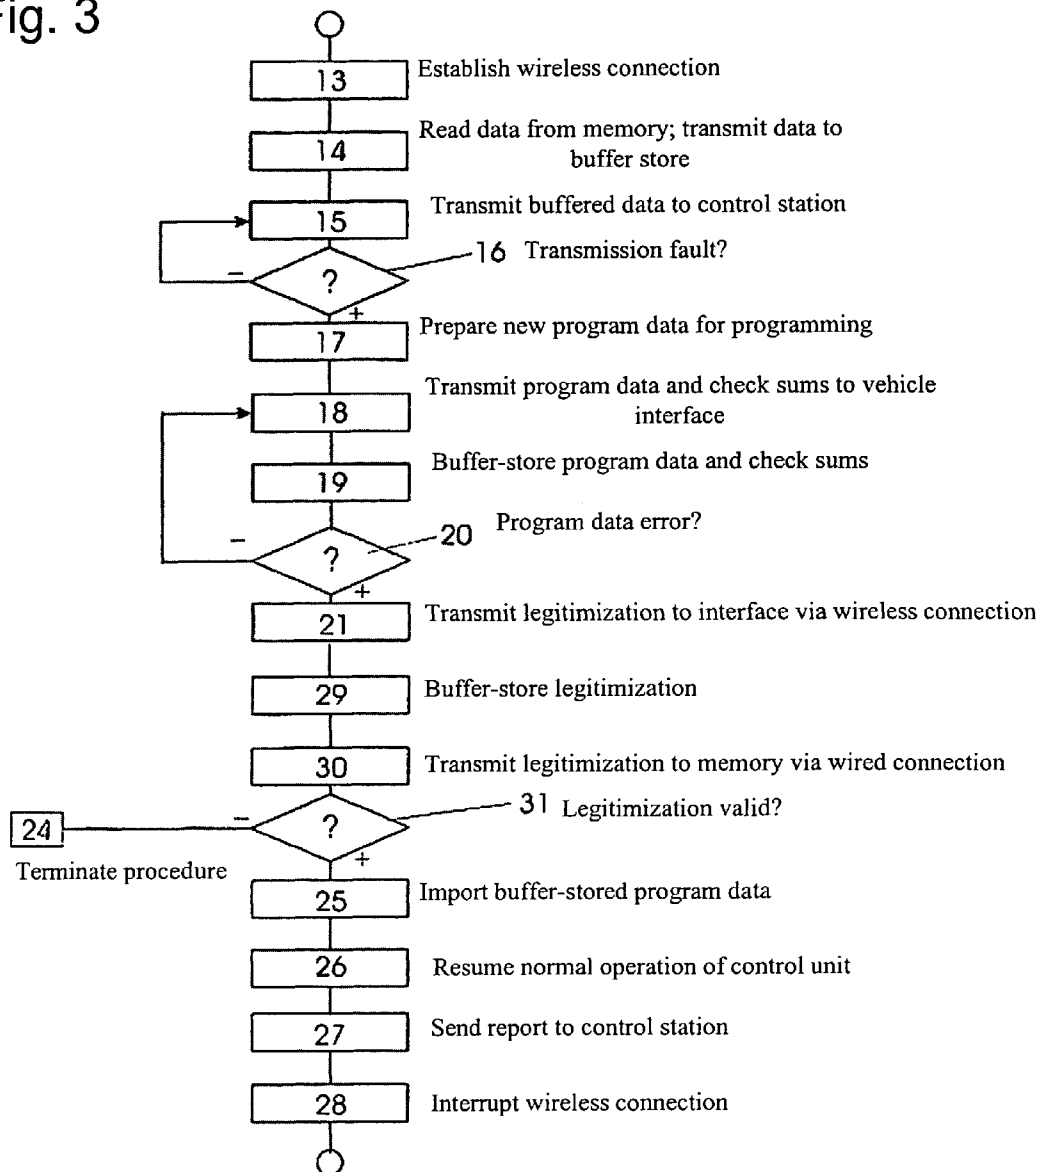 Fig. 3
13 Establish wireless connection
14 Read data from memory; transmit data to
buffer store
15 Transmit buffered data to control station
16 Transmission fault?
- ?
+
17 Prepare new program data for programming
18 Transmit program data and check sums to vehicle
interface
19 Buffer-store program data and check sums
20 Program data error?
- ?
+
21 Transmit legitimization to interface via wireless connection
29 Buffer-store legitimization
30 Transmit legitimization to memory via wired connection
31 Legitimization valid?
24 - ?
+
Terminate procedure
25 Import buffer-stored program data
26 Resume normal operation of control unit
27 Send report to control station
28 Interrupt wireless connection